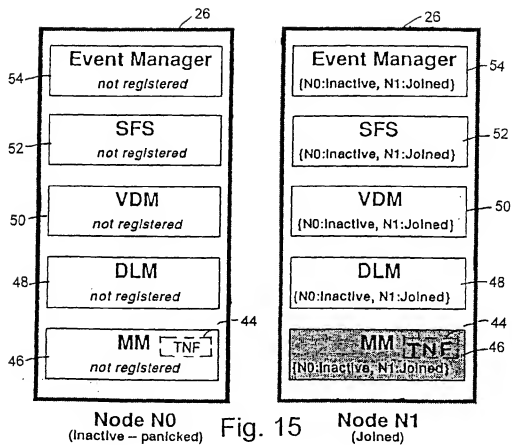 26
54
Event Manager
not registered
52
SFS
not registered
50
VDM
not registered
48
DLM
not registered
44
46
MM
TNF
not registered
Node N0
(Inactive – panicked)
26
Event Manager
{N0:Inactive, N1:Joined}
54
SFS
{N0:Inactive, N1:Joined}
52
VDM
{N0:Inactive, N1:Joined}
50
DLM
{N0:Inactive, N1:Joined}
48
44
MM
TNF
46
{N0:Inactive, N1:Joined}
Node N1
(Joined)
Fig. 15